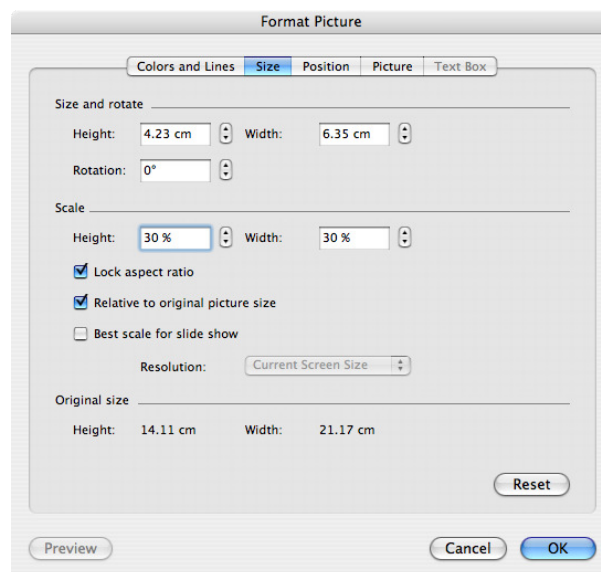 Format Picture
Colors and Lines Size Position Picture Text Box
Size and rotate
Height: 4.23 cm Width: 6.35 cm
Rotation: 0°
Scale
Height: 30 % Width: 30 %
Lock aspect ratio
Relative to original picture size
Best scale for slide show
Resolution: Current Screen Size
Original size
Height: 14.11 cm Width: 21.17 cm
Reset
Preview Cancel OK